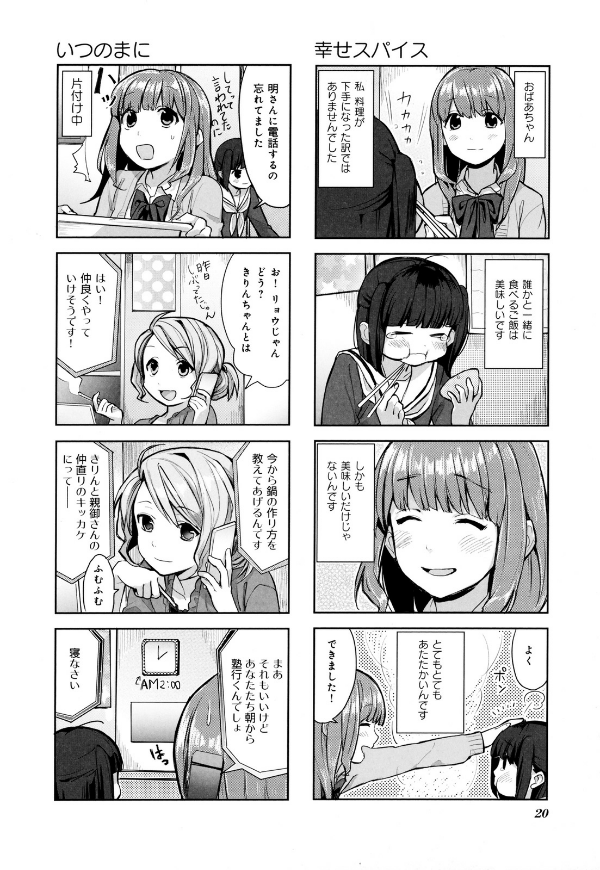 幸せスパイス
おばあちゃん
カカカカ
私 料理が
下手になった訳では
ありませんでした
誰かと一緒に
食べるご飯は
美味しいです
しかも
美味しいだけじゃ
ないんです
よく
ポン
とてもとても
あたたかいんです
できました!
いつのまに
明さんに電話するの
忘れてました
してって
言われてた
のに
片付け中
お!リョウじゃん
どう?
きりんちゃんとは
はい!
仲良くやって
いけそうです!
今から鍋の作り方を
教えてあげるんです
きりんと親御さんの
仲直りのキッカケ
にって―
ふむふむ
まあ
それもいいけど
あなたたち朝から
塾行くんでしょ
AM2:00
はっ
寝なさい
20